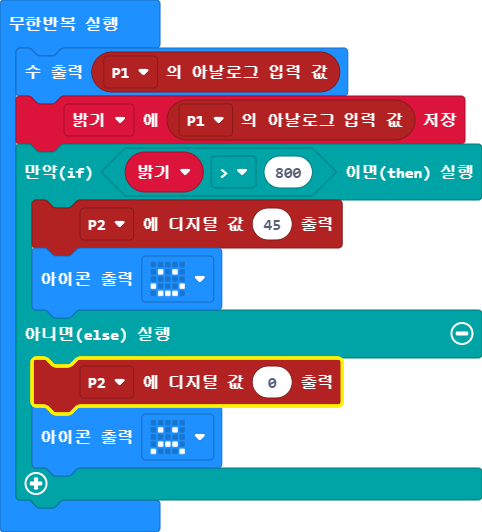 무한반복 실행
수 출력 P1 의 아날로그 입력 값
밝기 에 P1 의 아날로그 입력 값 저장
만약(if) 밝기 > 800 이면(then) 실행
P2 에 디지털 값 45 출력
아이콘 출력
아니면(else) 실행
P2 에 디지털 값 0 출력
아이콘 출력